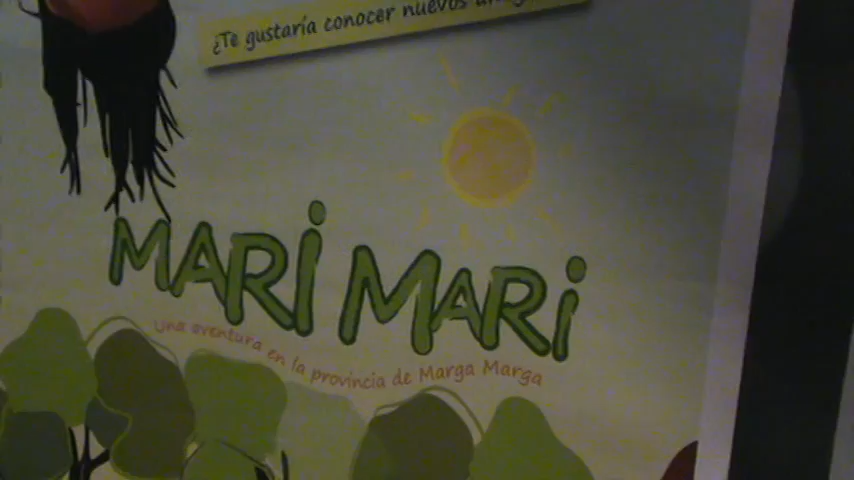 ¿Te gustaría conocer nuevos
MARi MARi
Una aventura en la provincia de Marga Marga